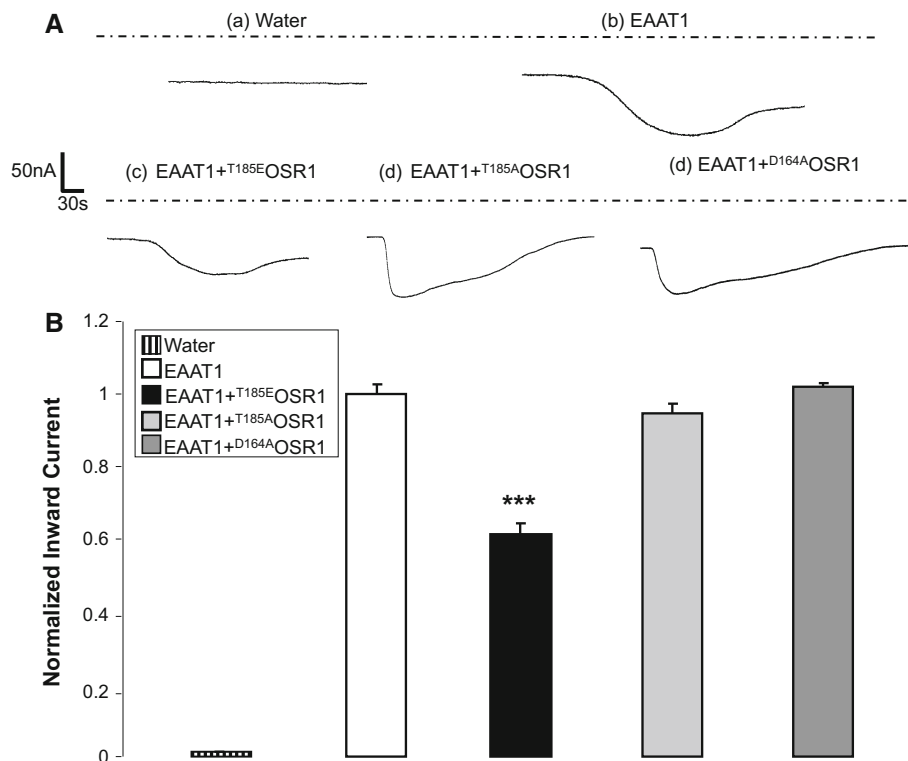 A
(a) Water
(b) EAAT1
50nA
30s
(c) EAAT1+T185EOSR1
(d) EAAT1+T185AOSR1
(d) EAAT1+D164AOSR1
B
Normalized Inward Current
1.2
1
0.8
0.6
0.4
0.2
0
Water
EAAT1
EAAT1+T185EOSR1
EAAT1+T185AOSR1
EAAT1+D164AOSR1
***